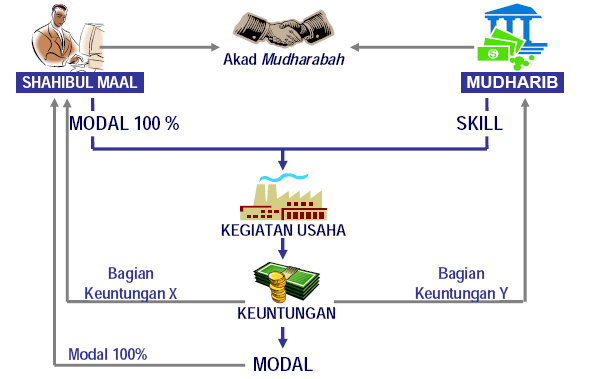 Akad Mudharabah
SHAHIBUL MAAL
MUDHARIB
MODAL 100 %
SKILL
KEGIATAN USAHA
Bagian
Keuntungan X
Bagian
Keuntungan Y
KEUNTUNGAN
Modal 100%
MODAL